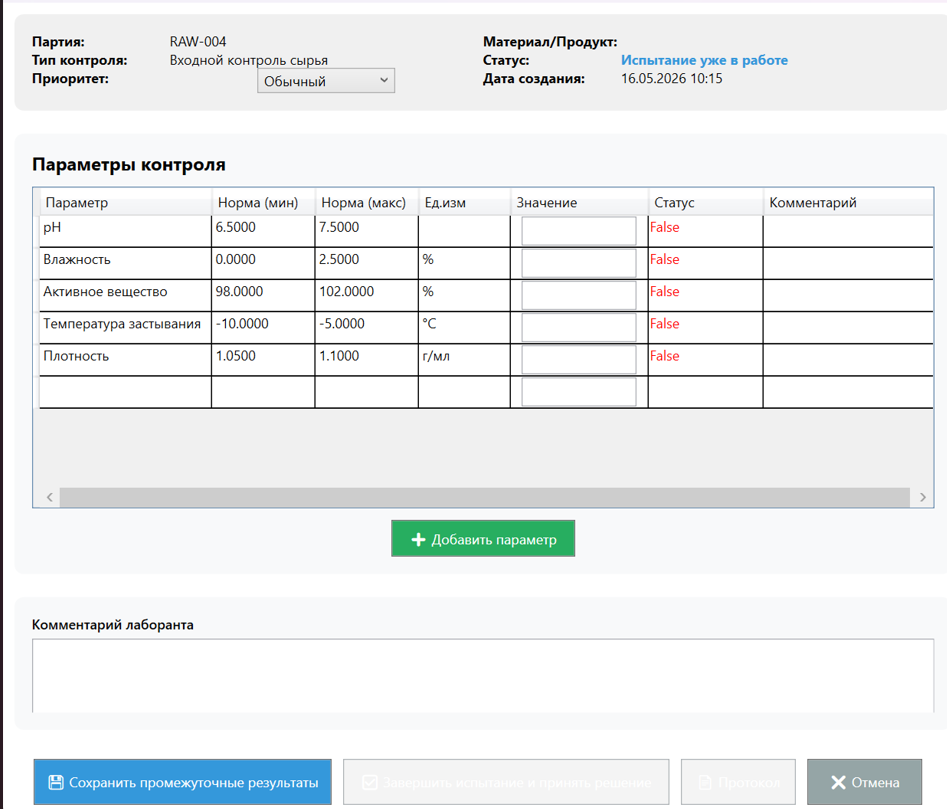 Партия: RAW-004 Материал/Продукт:
Тип контроля: Входной контроль сырья Статус: Испытание уже в работе
Приоритет: Обычный Дата создания: 16.05.2026 10:15
Параметры контроля
Параметр Норма (мин) Норма (макс) Ед.изм Значение Статус Комментарий
pH 6.5000 7.5000 False
Влажность 0.0000 2.5000 % False
Активное вещество 98.0000 102.0000 % False
Температура застывания -10.0000 -5.0000 °C False
Плотность 1.0500 1.1000 г/мл False
Добавить параметр
Комментарий лаборанта
Сохранить промежуточные результаты Завершить испытание и принять решение Протокол Отмена